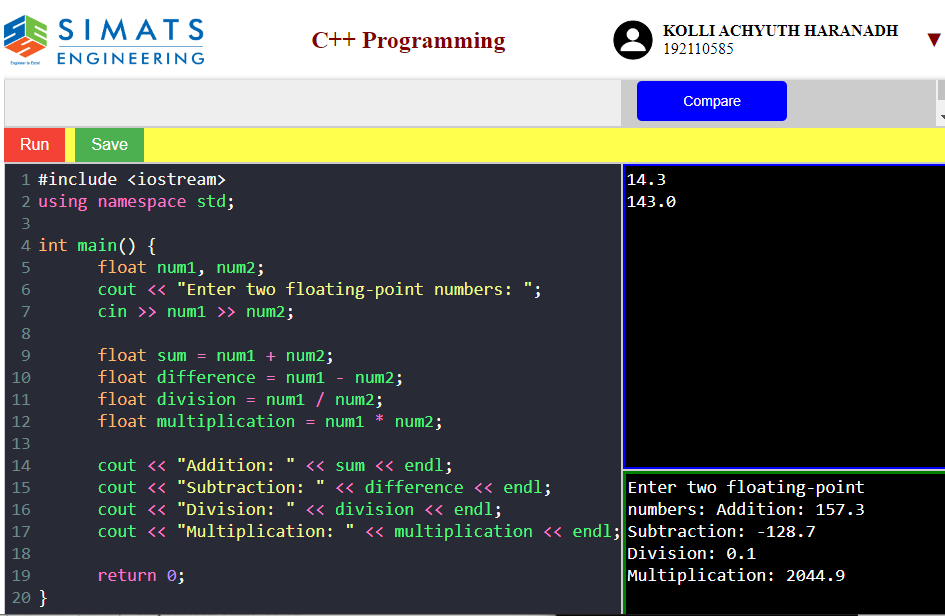 SIMATS
ENGINEERING
Engineer to Excel
C++ Programming
KOLLI ACHYUTH HARANADH
192110585
Compare
Run
Save
1 #include <iostream>
2 using namespace std;
3
4 int main() {
5 float num1, num2;
6 cout << "Enter two floating-point numbers: ";
7 cin >> num1 >> num2;
8
9 float sum = num1 + num2;
10 float difference = num1 - num2;
11 float division = num1 / num2;
12 float multiplication = num1 * num2;
13
14 cout << "Addition: " << sum << endl;
15 cout << "Subtraction: " << difference << endl;
16 cout << "Division: " << division << endl;
17 cout << "Multiplication: " << multiplication << endl;
18
19 return 0;
20 }
14.3
143.0
Enter two floating-point
numbers: Addition: 157.3
Subtraction: -128.7
Division: 0.1
Multiplication: 2044.9